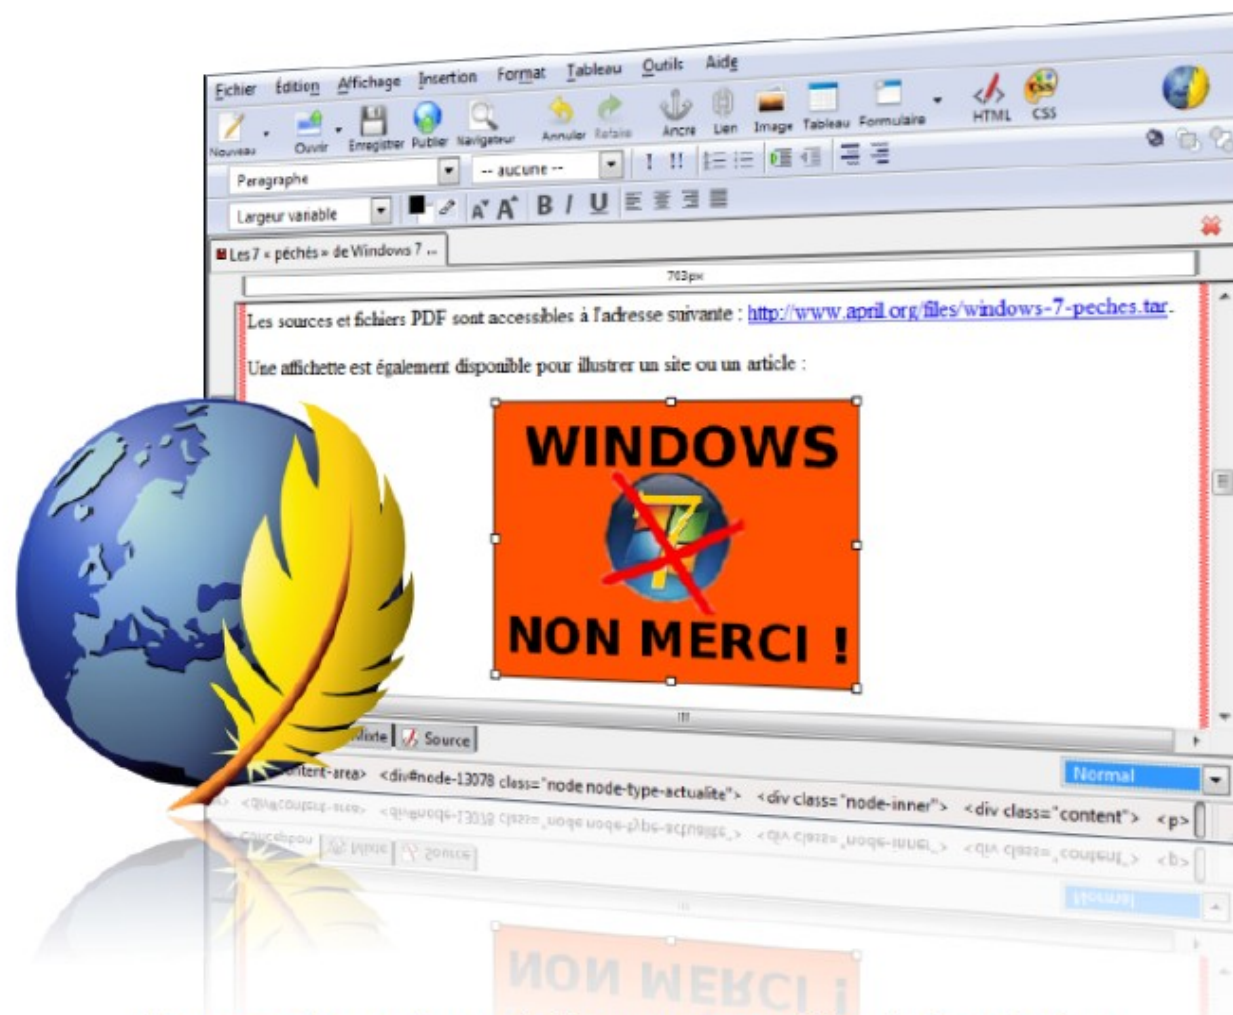 Fichier Édition Affichage Insertion Format Tableau Outils Aide
Nouveau Ouvrir Enregistrer Publier Navigateur Annuler Refaire Ancre Lien Image Tableau Formulaire HTML CSS
Paragraphe -- aucune -- ! !!
Largeur variable A A B I U
Les 7 « péchés » de Windows 7 ...
703px
Les sources et fichiers PDF sont accessibles à l'adresse suivante : http://www.april.org/files/windows-7-peches.tar.
Une affichette est également disponible pour illustrer un site ou un article :
WINDOWS
7
NON MERCI !
Mixte Source
Normal
content-area> <div#node-13078 class="node node-type-actualite"> <div class="node-inner"> <div class="content"> <p>